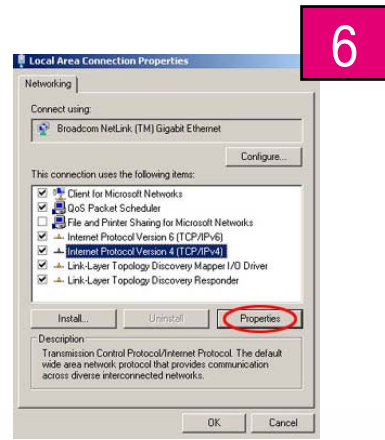 6
Local Area Connection Properties
Networking
Connect using:
Broadcom NetLink (TM) Gigabit Ethernet
Configure...
This connection uses the following items:
Client for Microsoft Networks
QoS Packet Scheduler
File and Printer Sharing for Microsoft Networks
Internet Protocol Version 6 (TCP/IPv6)
Internet Protocol Version 4 (TCP/IPv4)
Link-Layer Topology Discovery Mapper I/O Driver
Link-Layer Topology Discovery Responder
Install... Uninstall Properties
Description
Transmission Control Protocol/Internet Protocol. The default
wide area network protocol that provides communication
across diverse interconnected networks.
OK Cancel